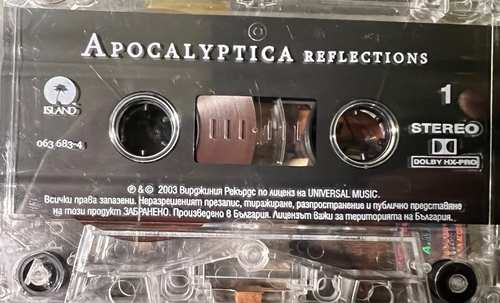 APOCALYPTICA REFLECTIONS
ISLAND
1
063 683-4
STEREO
DOLBY HX-PRO
℗ & © 2003 Вирджиния Рекърдс по лиценз на UNIVERSAL MUSIC.
Всички права запазени. Неразрешеният презапис, тиражиране, разпространение и публично представяне
на този продукт ЗАБРАНЕНО. Произведено в България. Лицензът важи за територията на България.